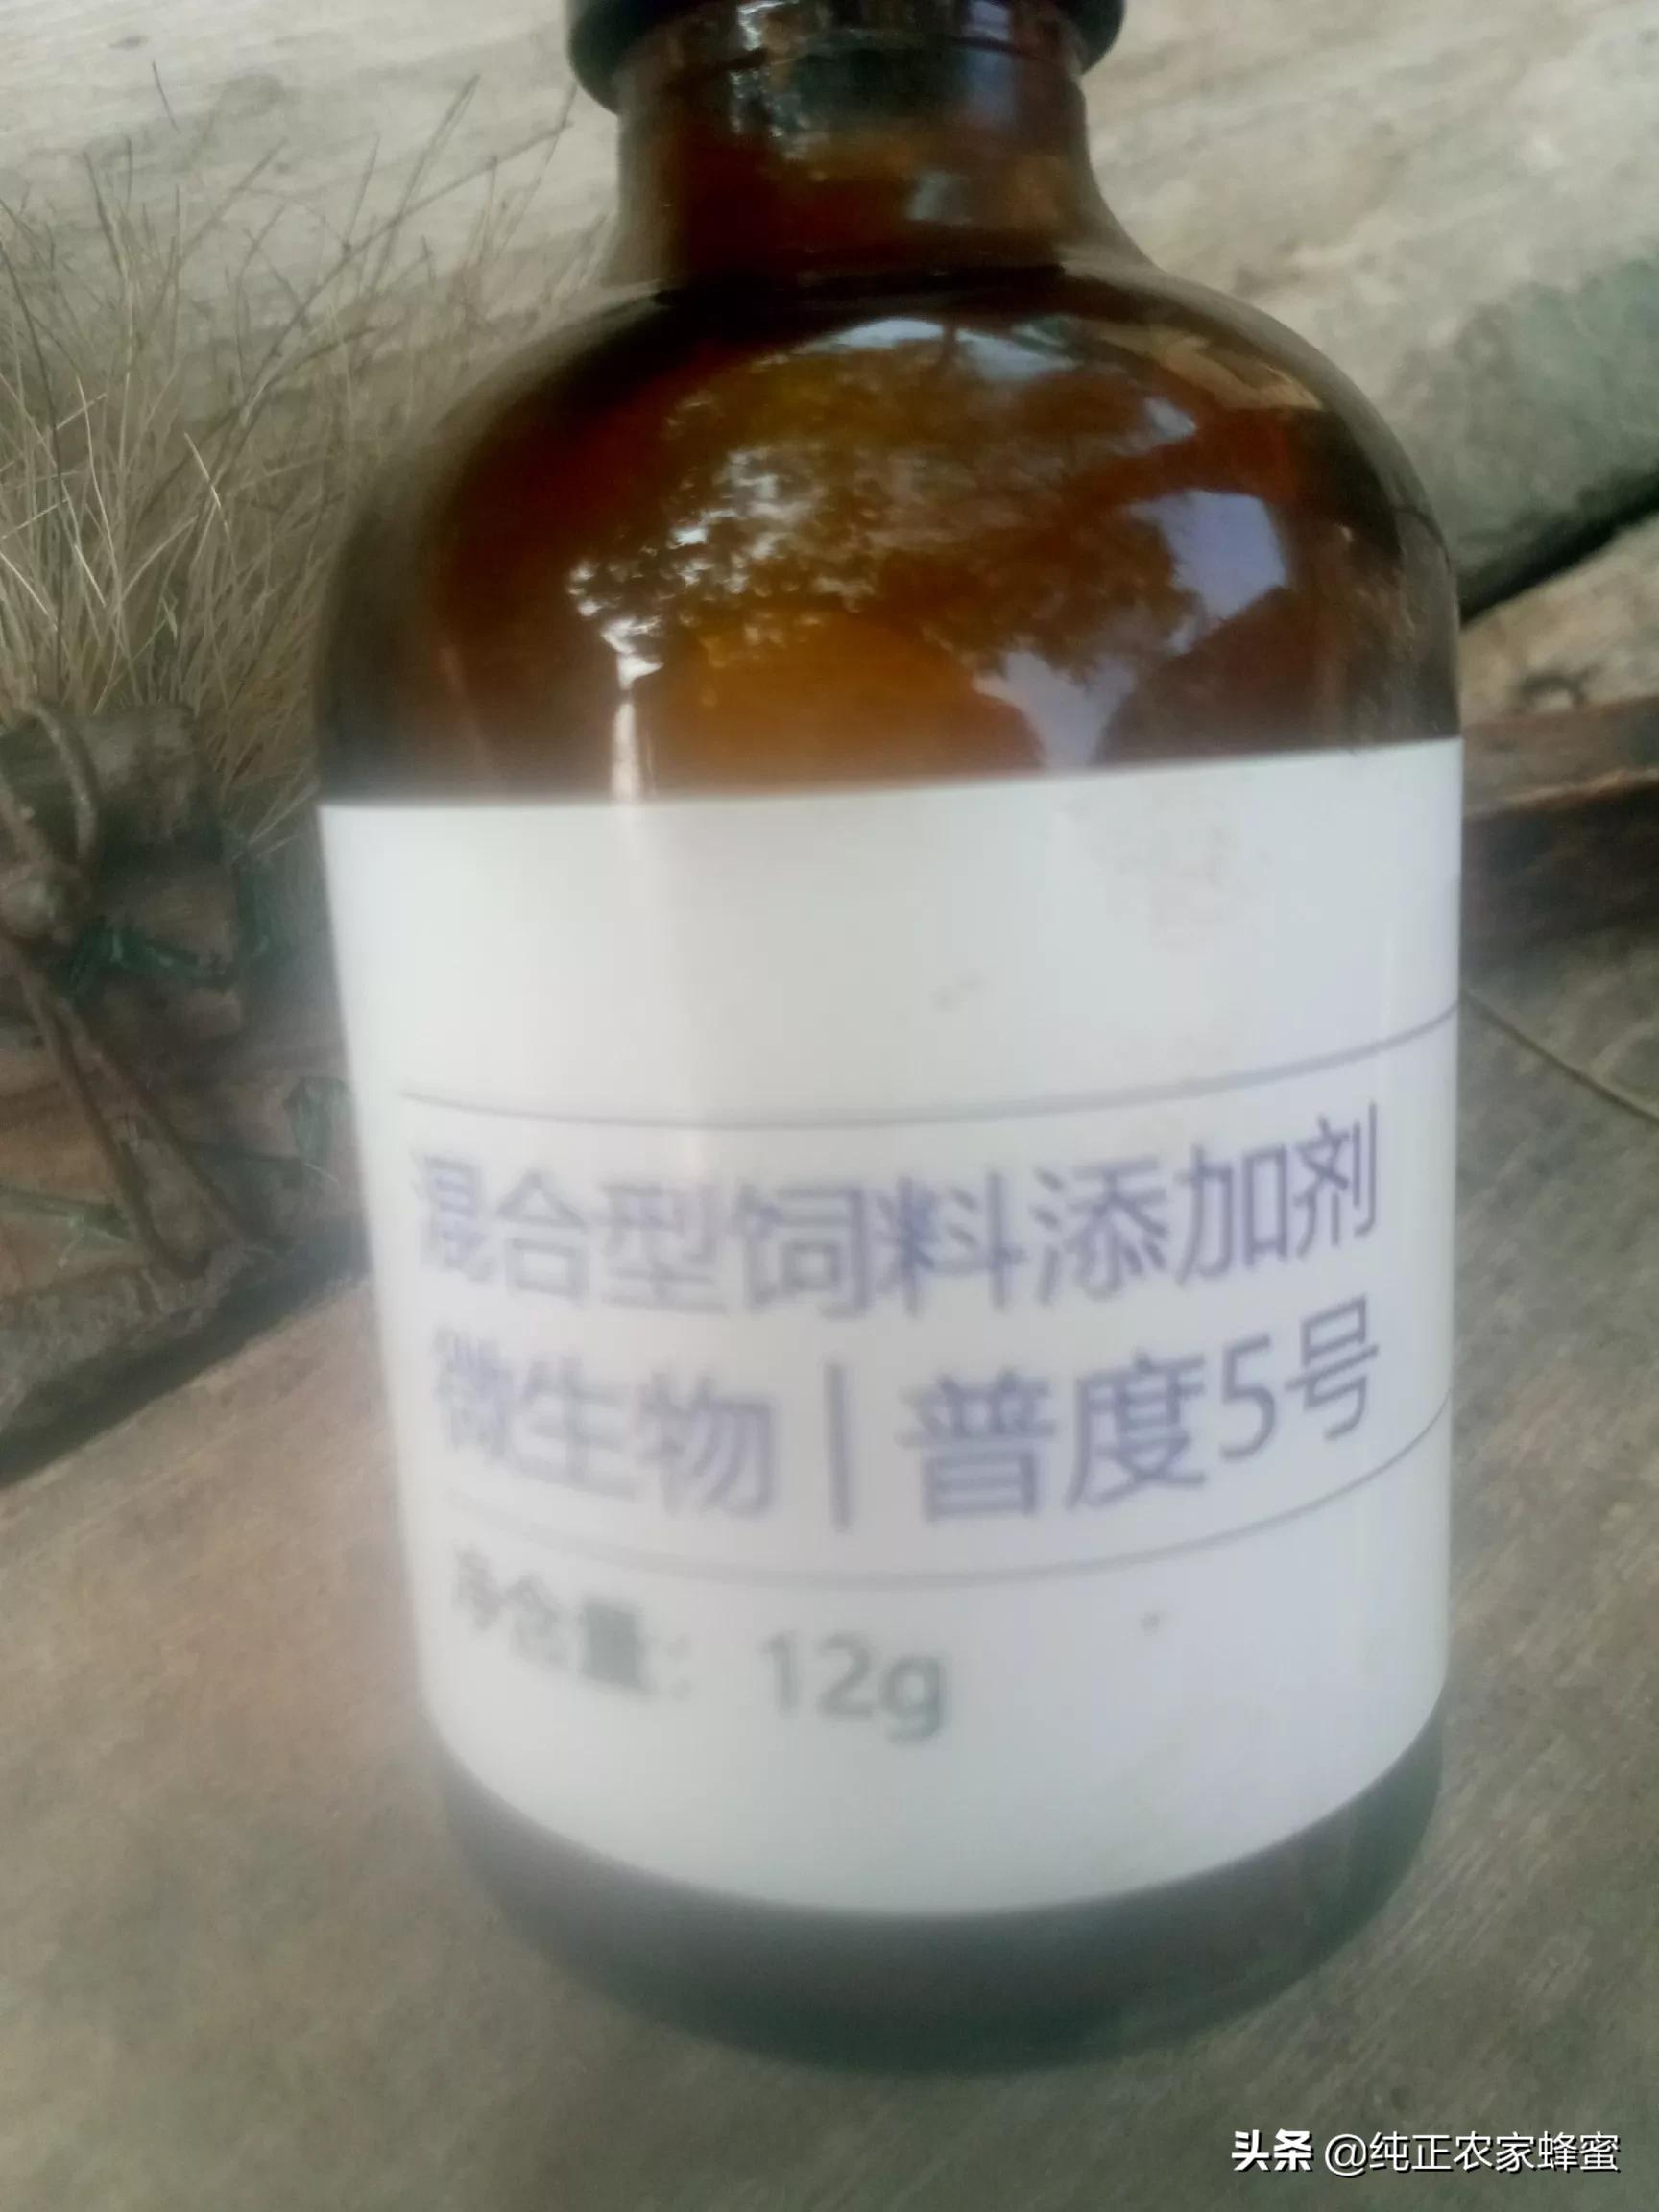 混合型饲料添加剂
微生物｜普度5号
净含量：12g
头条 @纯正农家蜂蜜